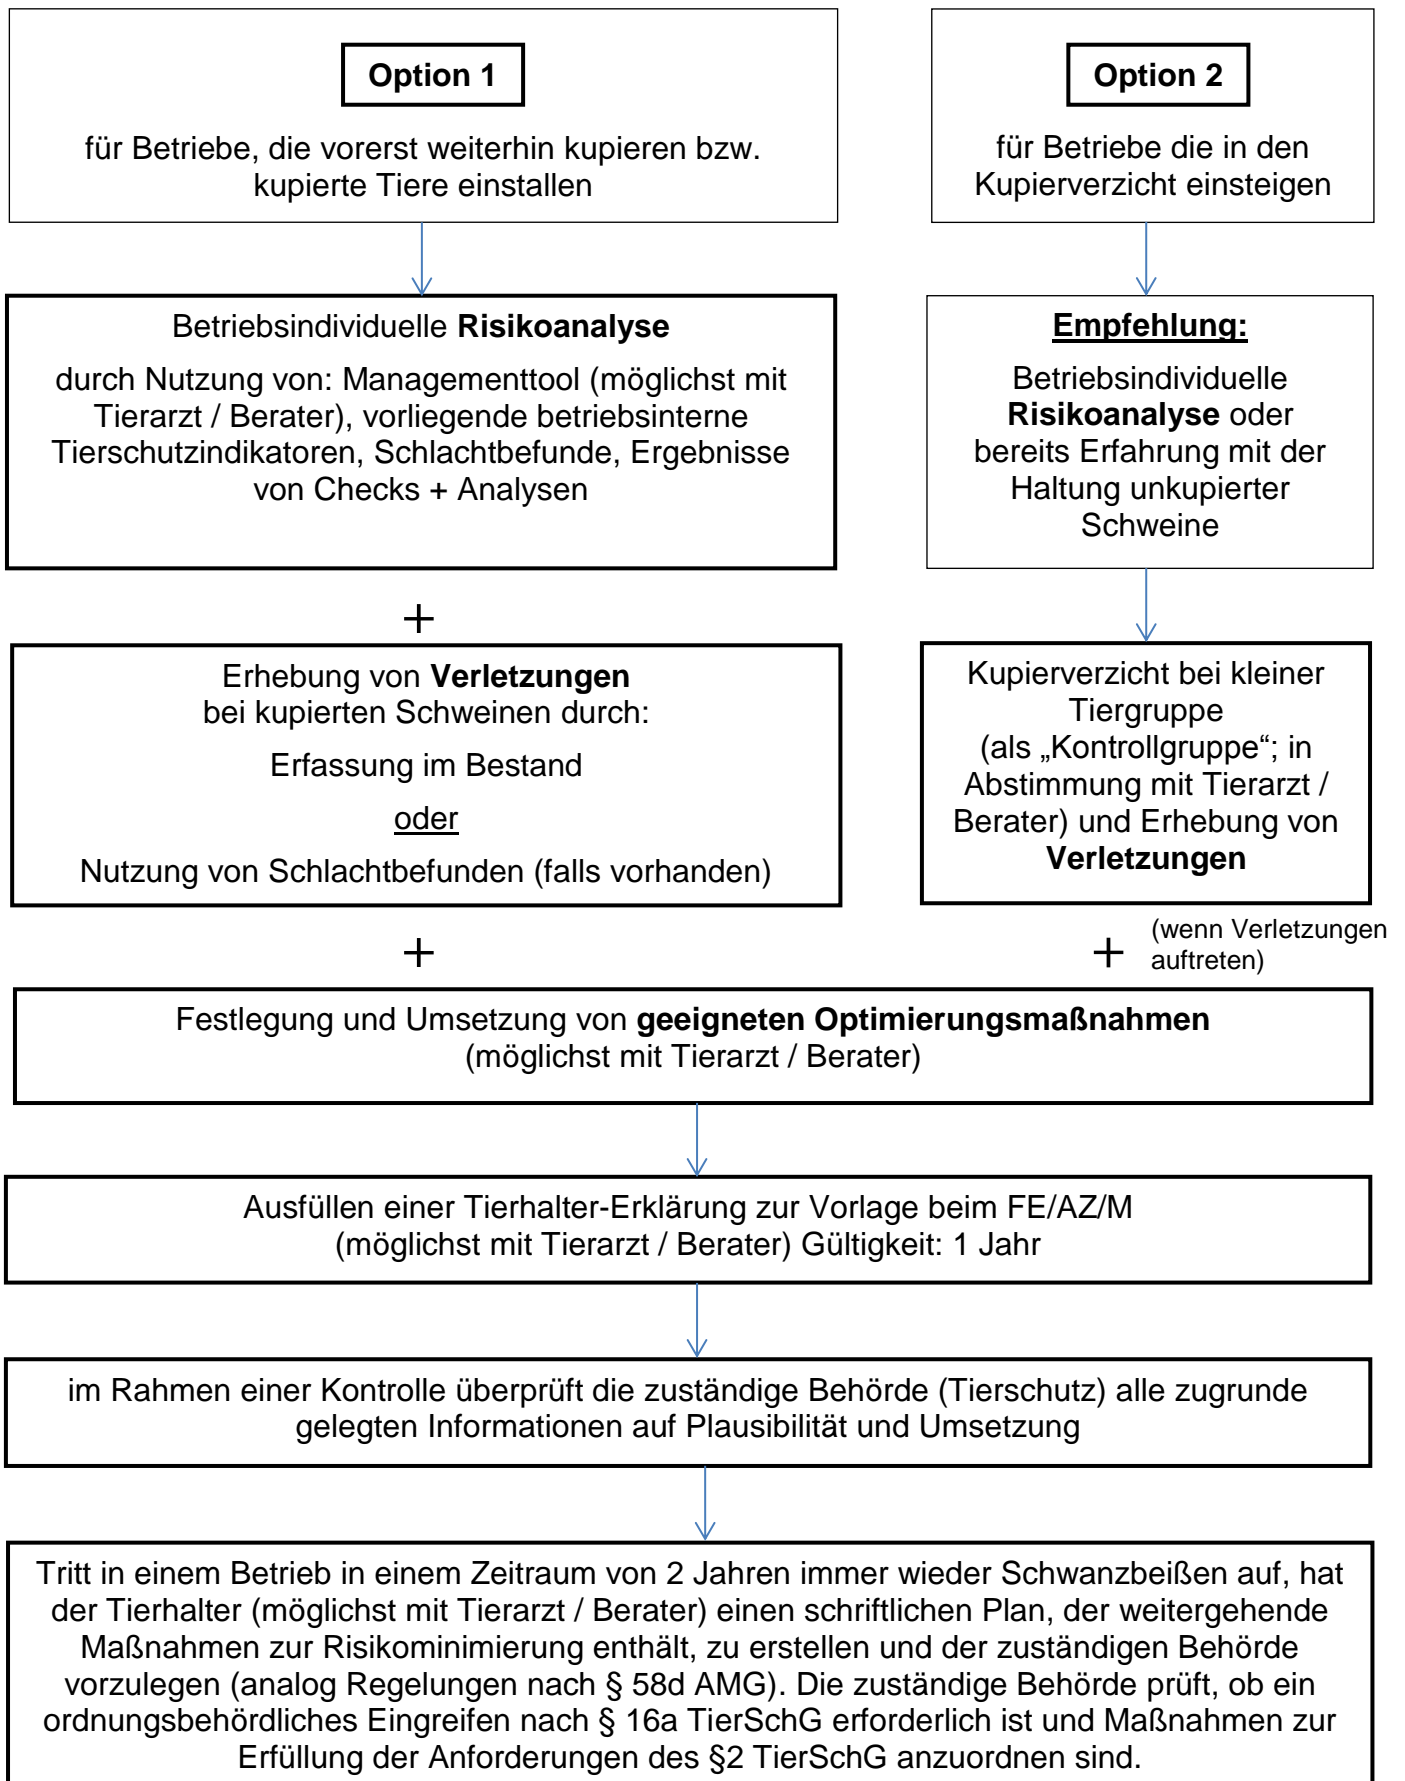 Option 1
für Betriebe, die vorerst weiterhin kupieren bzw.
kupierte Tiere einstallen
Option 2
für Betriebe die in den
Kupierverzicht einsteigen
Betriebsindividuelle Risikoanalyse
durch Nutzung von: Managementtool (möglichst mit
Tierarzt / Berater), vorliegende betriebsinterne
Tierschutzindikatoren, Schlachtbefunde, Ergebnisse
von Checks + Analysen
Empfehlung:
Betriebsindividuelle
Risikoanalyse oder
bereits Erfahrung mit der
Haltung unkupierter
Schweine
+
Erhebung von Verletzungen
bei kupierten Schweinen durch:
Erfassung im Bestand
oder
Nutzung von Schlachtbefunden (falls vorhanden)
Kupierverzicht bei kleiner
Tiergruppe
(als „Kontrollgruppe“; in
Abstimmung mit Tierarzt /
Berater) und Erhebung von
Verletzungen
+
+
(wenn Verletzungen
auftreten)
Festlegung und Umsetzung von geeigneten Optimierungsmaßnahmen
(möglichst mit Tierarzt / Berater)
Ausfüllen einer Tierhalter-Erklärung zur Vorlage beim FE/AZ/M
(möglichst mit Tierarzt / Berater) Gültigkeit: 1 Jahr
im Rahmen einer Kontrolle überprüft die zuständige Behörde (Tierschutz) alle zugrunde
gelegten Informationen auf Plausibilität und Umsetzung
Tritt in einem Betrieb in einem Zeitraum von 2 Jahren immer wieder Schwanzbeißen auf, hat
der Tierhalter (möglichst mit Tierarzt / Berater) einen schriftlichen Plan, der weitergehende
Maßnahmen zur Risikominimierung enthält, zu erstellen und der zuständigen Behörde
vorzulegen (analog Regelungen nach § 58d AMG). Die zuständige Behörde prüft, ob ein
ordnungsbehördliches Eingreifen nach § 16a TierSchG erforderlich ist und Maßnahmen zur
Erfüllung der Anforderungen des §2 TierSchG anzuordnen sind.